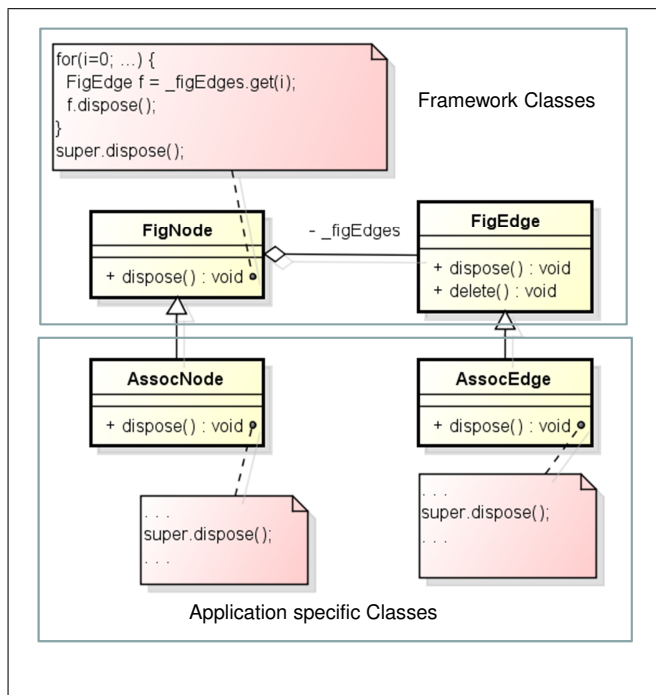 for(i=0; ...) {
FigEdge f = _figEdges.get(i);
f.dispose();
}
super.dispose();
Framework Classes
FigNode
+ dispose() : void
- _figEdges
FigEdge
+ dispose() : void
+ delete() : void
AssocNode
+ dispose() : void
AssocEdge
+ dispose() : void
. . .
super.dispose();
. . .
. . .
super.dispose();
. . .
Application specific Classes